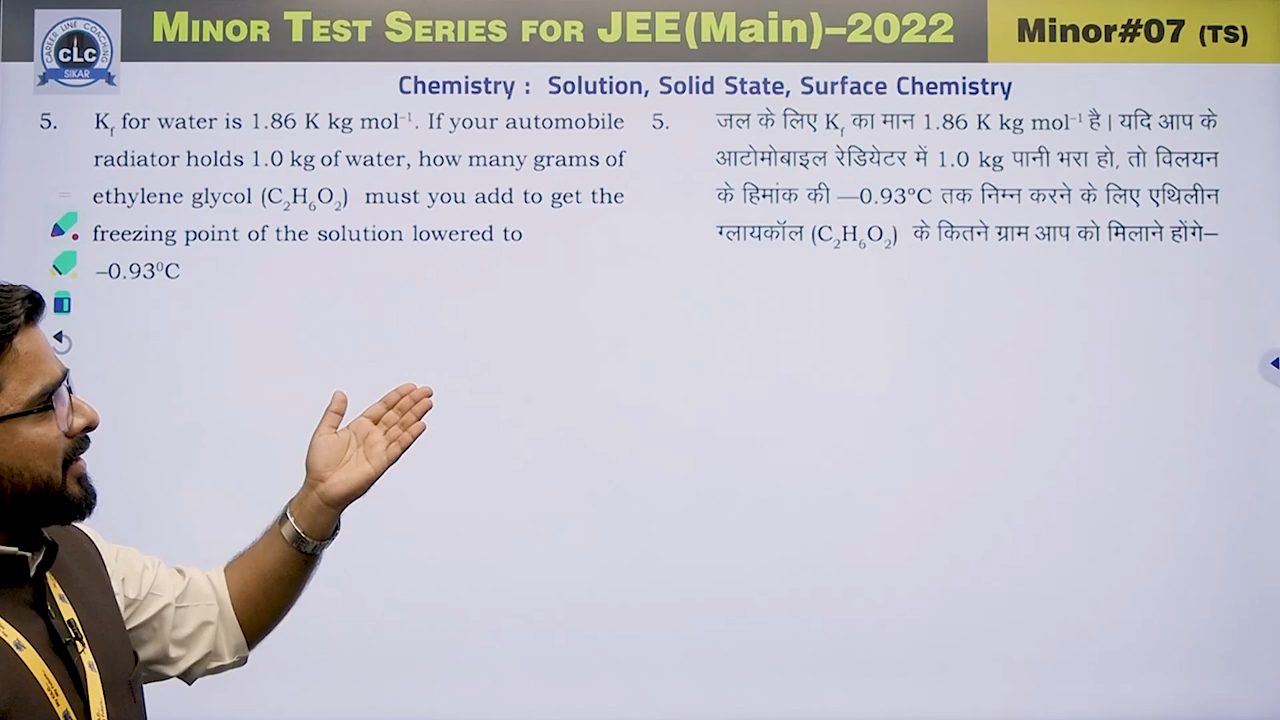 MINOR TEST SERIES FOR JEE(Main)–2022
Minor#07 (TS)
CAREER LINE COACHING
CLC
SIKAR
Chemistry : Solution, Solid State, Surface Chemistry
5. K_f for water is 1.86 K kg mol⁻¹. If your automobile
radiator holds 1.0 kg of water, how many grams of
ethylene glycol (C₂H₆O₂) must you add to get the
freezing point of the solution lowered to
–0.93⁰C
5. जल के लिए K_f का मान 1.86 K kg mol⁻¹ है। यदि आप के
आटोमोबाइल रेडियेटर में 1.0 kg पानी भरा हो, तो विलयन
के हिमांक की —0.93°C तक निम्न करने के लिए एथिलीन
ग्लायकॉल (C₂H₆O₂) के कितने ग्राम आप को मिलाने होंगे–